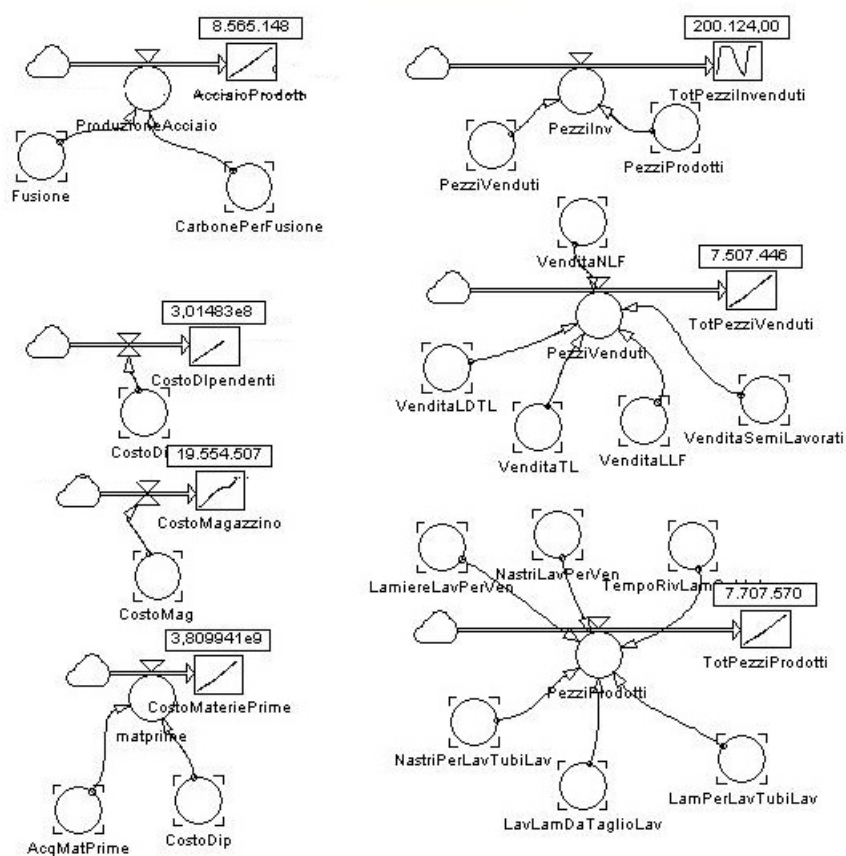 8.565.148
AcciaioProdott
ProduzioneAcciaio
Fusione
CarbonePerFusione
200.124,00
TotPezziInvenduti
PezziInv
PezziVenduti
PezziProdotti
VenditaNLF
7.507.446
TotPezziVenduti
PezziVenduti
VenditaLDTL
VenditaTL
VenditaLLF
VenditaSemiLavorati
3,01483e8
CostoDIpendenti
CostoDi
19.554.507
CostoMagazzino
CostoMag
3,809941e9
CostoMateriePrime
matprime
AcqMatPrime
CostoDip
LamiereLavPerVen
NastriLavPerVen
7.707.570
TotPezziProdotti
PezziProdotti
NastriPerLavTubiLav
LavLamDaTaglioLav
LamPerLavTubiLav